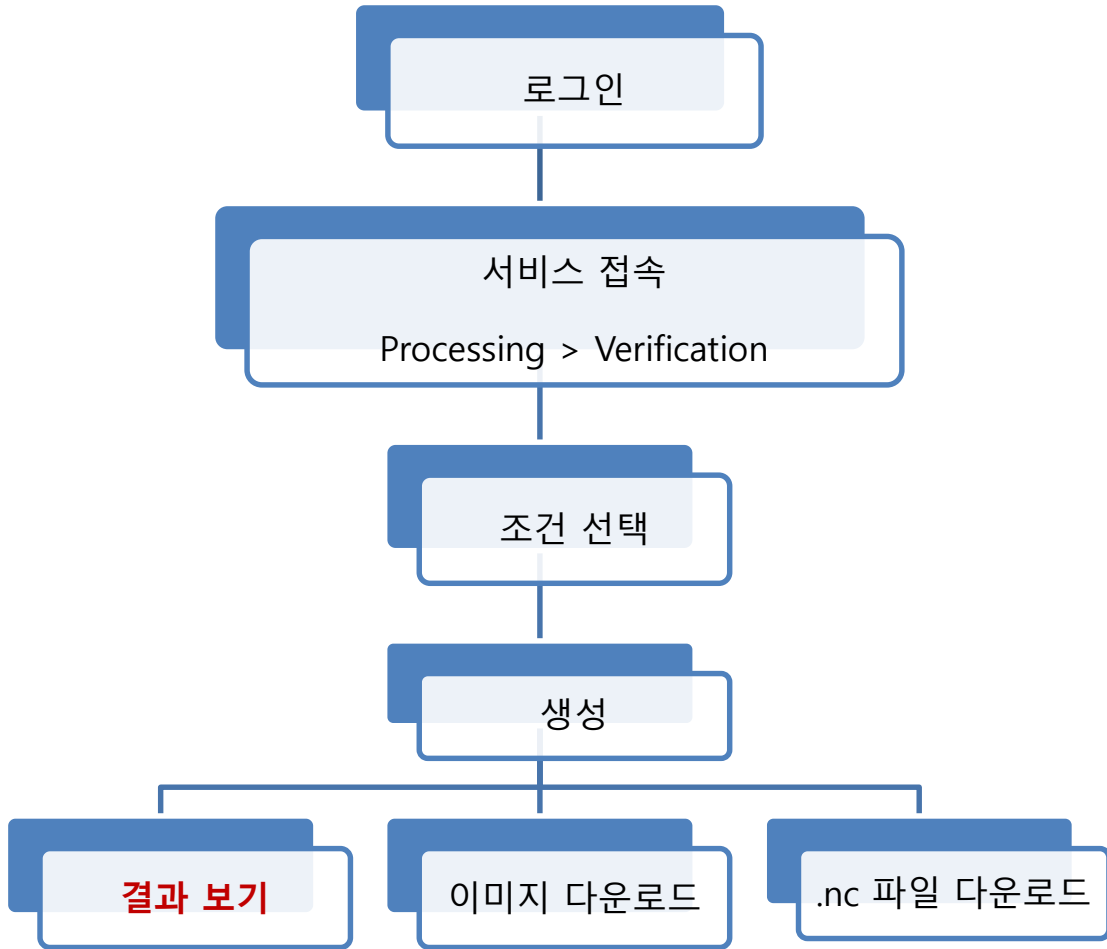 로그인
서비스 접속
Processing > Verification
조건 선택
생성
결과 보기
이미지 다운로드
.nc 파일 다운로드